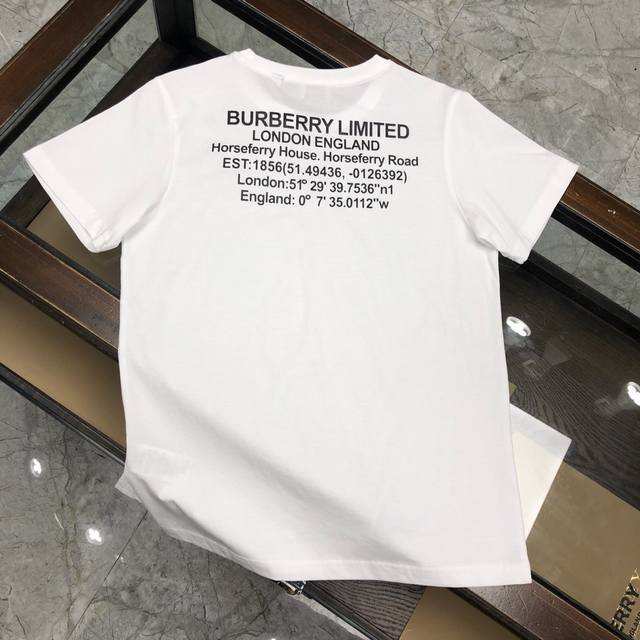 BURBERRY LIMITED
LONDON ENGLAND
Horseferry House. Horseferry Road
EST:1856(51,49436, -0126392)
London:51º 29' 39.7536"n1
England: 0º 7' 35.0112"w